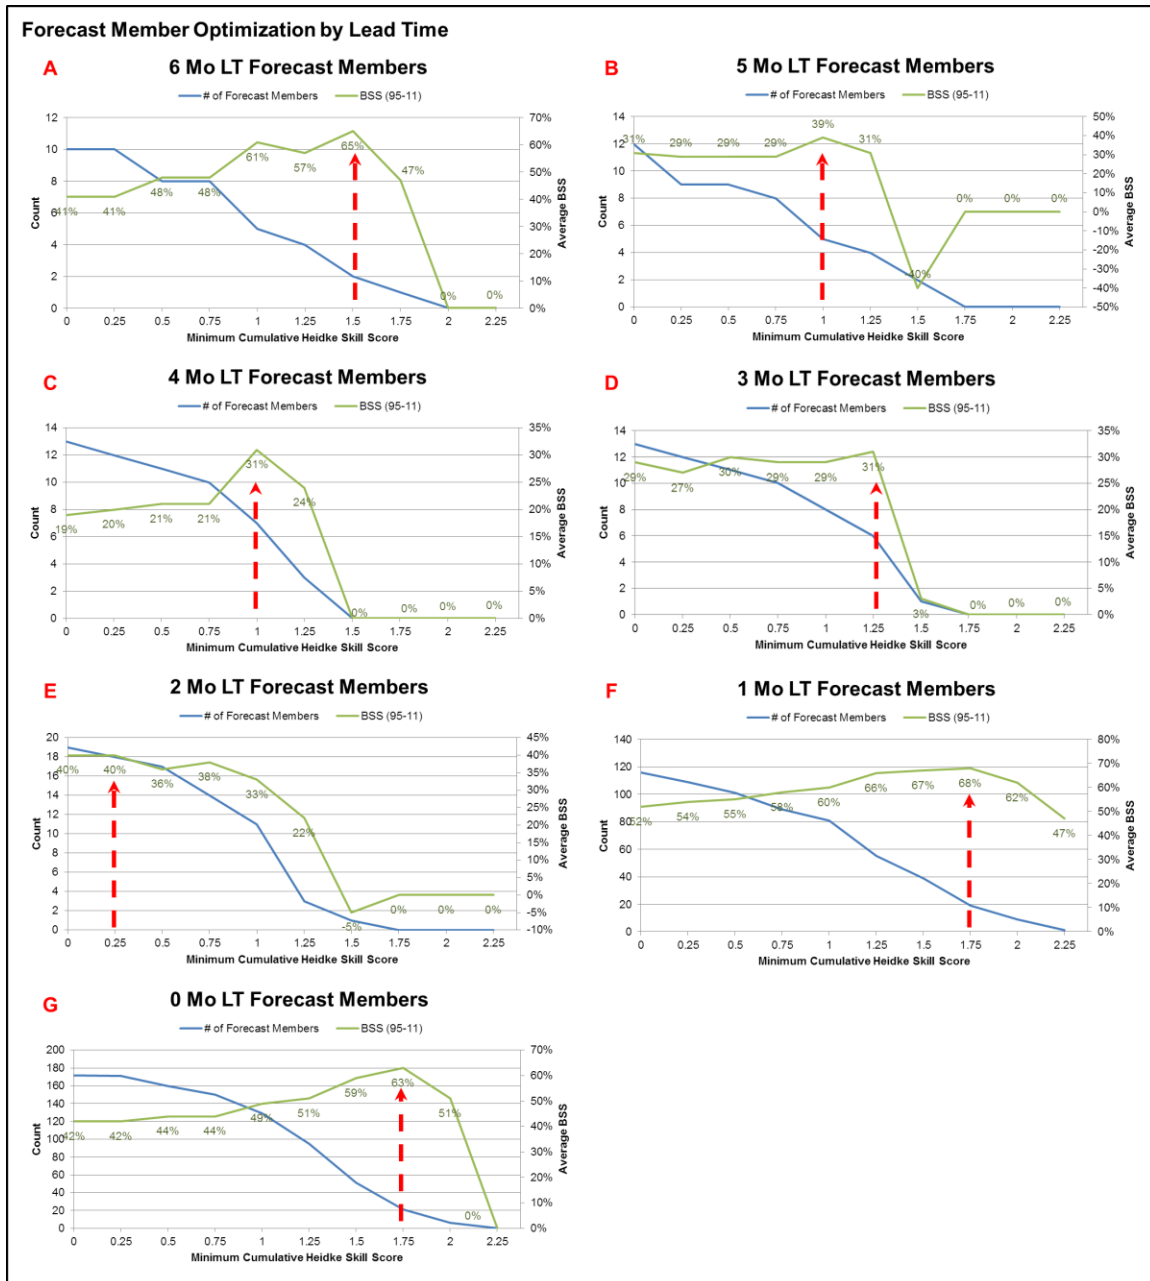 Forecast Member Optimization by Lead Time
A
6 Mo LT Forecast Members
# of Forecast Members BSS (95-11)
12 70%
10 60%
8 50%
6 40%
4 30%
2 20%
0 10%
0%
Count
Average BSS
41% 41% 48% 48% 61% 57% 65% 47% 0% 0%
0 0.25 0.5 0.75 1 1.25 1.5 1.75 2 2.25
Minimum Cumulative Heidke Skill Score
B
5 Mo LT Forecast Members
# of Forecast Members BSS (95-11)
14 50%
12 40%
10 30%
8 20%
6 10%
4 0%
2 -10%
0 -20%
-30%
-40%
-50%
Count
Average BSS
31% 29% 29% 29% 39% 31% -40% 0% 0% 0%
0 0.25 0.5 0.75 1 1.25 1.5 1.75 2 2.25
Minimum Cumulative Heidke Skill Score
C
4 Mo LT Forecast Members
# of Forecast Members BSS (95-11)
14 35%
12 30%
10 25%
8 20%
6 15%
4 10%
2 5%
0 0%
Count
Average BSS
19% 20% 21% 21% 31% 24% 0% 0% 0% 0%
0 0.25 0.5 0.75 1 1.25 1.5 1.75 2 2.25
Minimum Cumulative Heidke Skill Score
D
3 Mo LT Forecast Members
# of Forecast Members BSS (95-11)
14 35%
12 30%
10 25%
8 20%
6 15%
4 10%
2 5%
0 0%
Count
Average BSS
29% 27% 30% 29% 29% 31% 3% 0% 0% 0%
0 0.25 0.5 0.75 1 1.25 1.5 1.75 2 2.25
Minimum Cumulative Heidke Skill Score
E
2 Mo LT Forecast Members
# of Forecast Members BSS (95-11)
20 45%
18 40%
16 35%
14 30%
12 25%
10 20%
8 15%
6 10%
4 5%
2 0%
0 -5%
-10%
Count
Average BSS
40% 40% 36% 38% 33% 22% -5% 0% 0% 0%
0 0.25 0.5 0.75 1 1.25 1.5 1.75 2 2.25
Minimum Cumulative Heidke Skill Score
F
1 Mo LT Forecast Members
# of Forecast Members BSS (95-11)
140 80%
120 70%
100 60%
80 50%
60 40%
40 30%
20 20%
0 10%
0%
Count
Average BSS
52% 54% 55% 58% 60% 66% 67% 68% 62% 47%
0 0.25 0.5 0.75 1 1.25 1.5 1.75 2 2.25
Minimum Cumulative Heidke Skill Score
G
0 Mo LT Forecast Members
# of Forecast Members BSS (95-11)
200 70%
180 60%
160 50%
140 40%
120 30%
100 20%
80 10%
60 0%
40
20
0
Count
Average BSS
42% 42% 44% 44% 49% 51% 59% 63% 51% 0%
0 0.25 0.5 0.75 1 1.25 1.5 1.75 2 2.25
Minimum Cumulative Heidke Skill Score